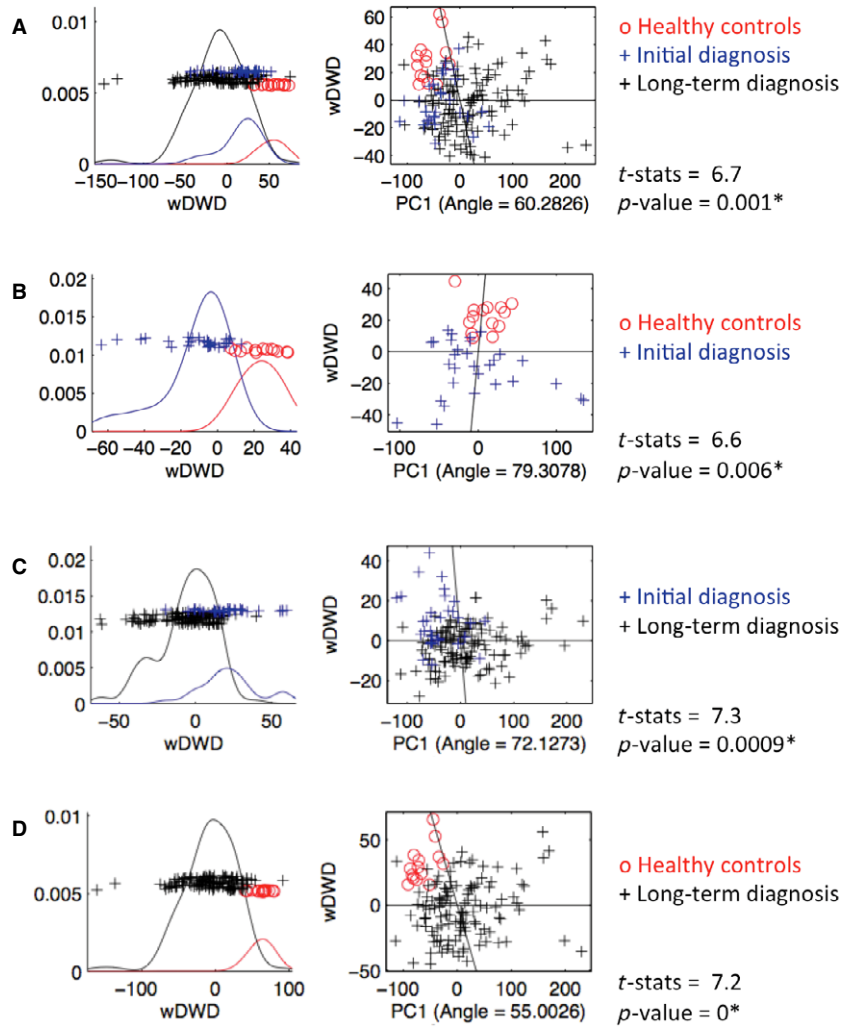 A
0.01
0.005
0
−150
−100
−50
0
50
wDWD
wDWD
60
40
20
0
−20
−40
−100
0
100
200
PC1 (Angle = 60.2826)
o Healthy controls
+ Initial diagnosis
+ Long-term diagnosis
t-stats = 6.7
p-value = 0.001*
B
0.02
0.015
0.01
0.005
0
−60
−40
−20
0
20
40
wDWD
wDWD
40
20
0
−20
−40
−100
0
100
PC1 (Angle = 79.3078)
o Healthy controls
+ Initial diagnosis
t-stats = 6.6
p-value = 0.006*
C
0.02
0.015
0.01
0.005
0
−50
0
50
wDWD
wDWD
40
20
0
−20
−100
0
100
200
PC1 (Angle = 72.1273)
+ Initial diagnosis
+ Long-term diagnosis
t-stats = 7.3
p-value = 0.0009*
D
0.01
0.005
0
−100
0
100
wDWD
wDWD
50
0
−50
−100
0
100
200
PC1 (Angle = 55.0026)
o Healthy controls
+ Long-term diagnosis
t-stats = 7.2
p-value = 0*